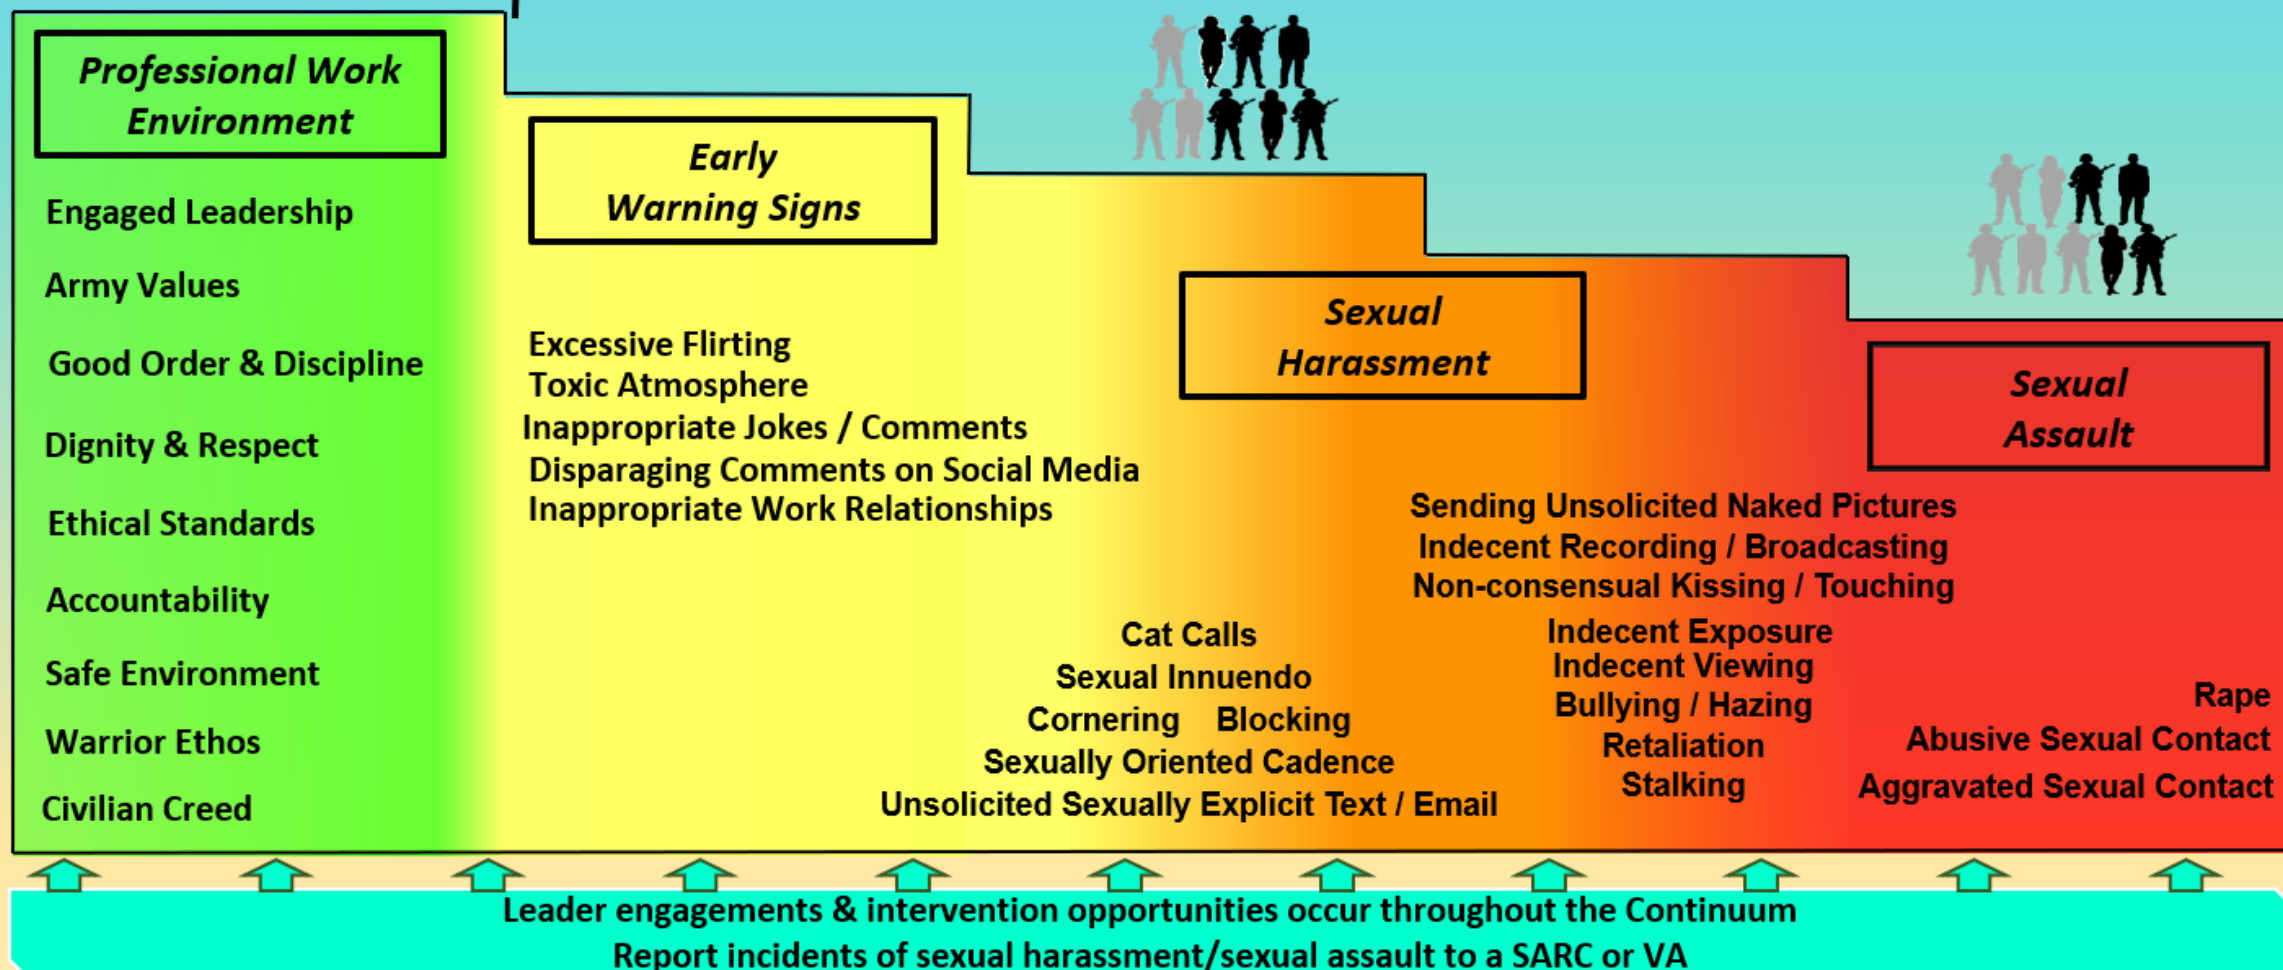 Professional Work
Environment
Engaged Leadership
Army Values
Good Order & Discipline
Dignity & Respect
Ethical Standards
Accountability
Safe Environment
Warrior Ethos
Civilian Creed
Early
Warning Signs
Excessive Flirting
Toxic Atmosphere
Inappropriate Jokes / Comments
Disparaging Comments on Social Media
Inappropriate Work Relationships
Sexual
Harassment
Cat Calls
Sexual Innuendo
Cornering Blocking
Sexually Oriented Cadence
Unsolicited Sexually Explicit Text / Email
Sending Unsolicited Naked Pictures
Indecent Recording / Broadcasting
Non-consensual Kissing / Touching
Indecent Exposure
Indecent Viewing
Bullying / Hazing
Retaliation
Stalking
Sexual
Assault
Rape
Abusive Sexual Contact
Aggravated Sexual Contact
Leader engagements & intervention opportunities occur throughout the Continuum
Report incidents of sexual harassment/sexual assault to a SARC or VA